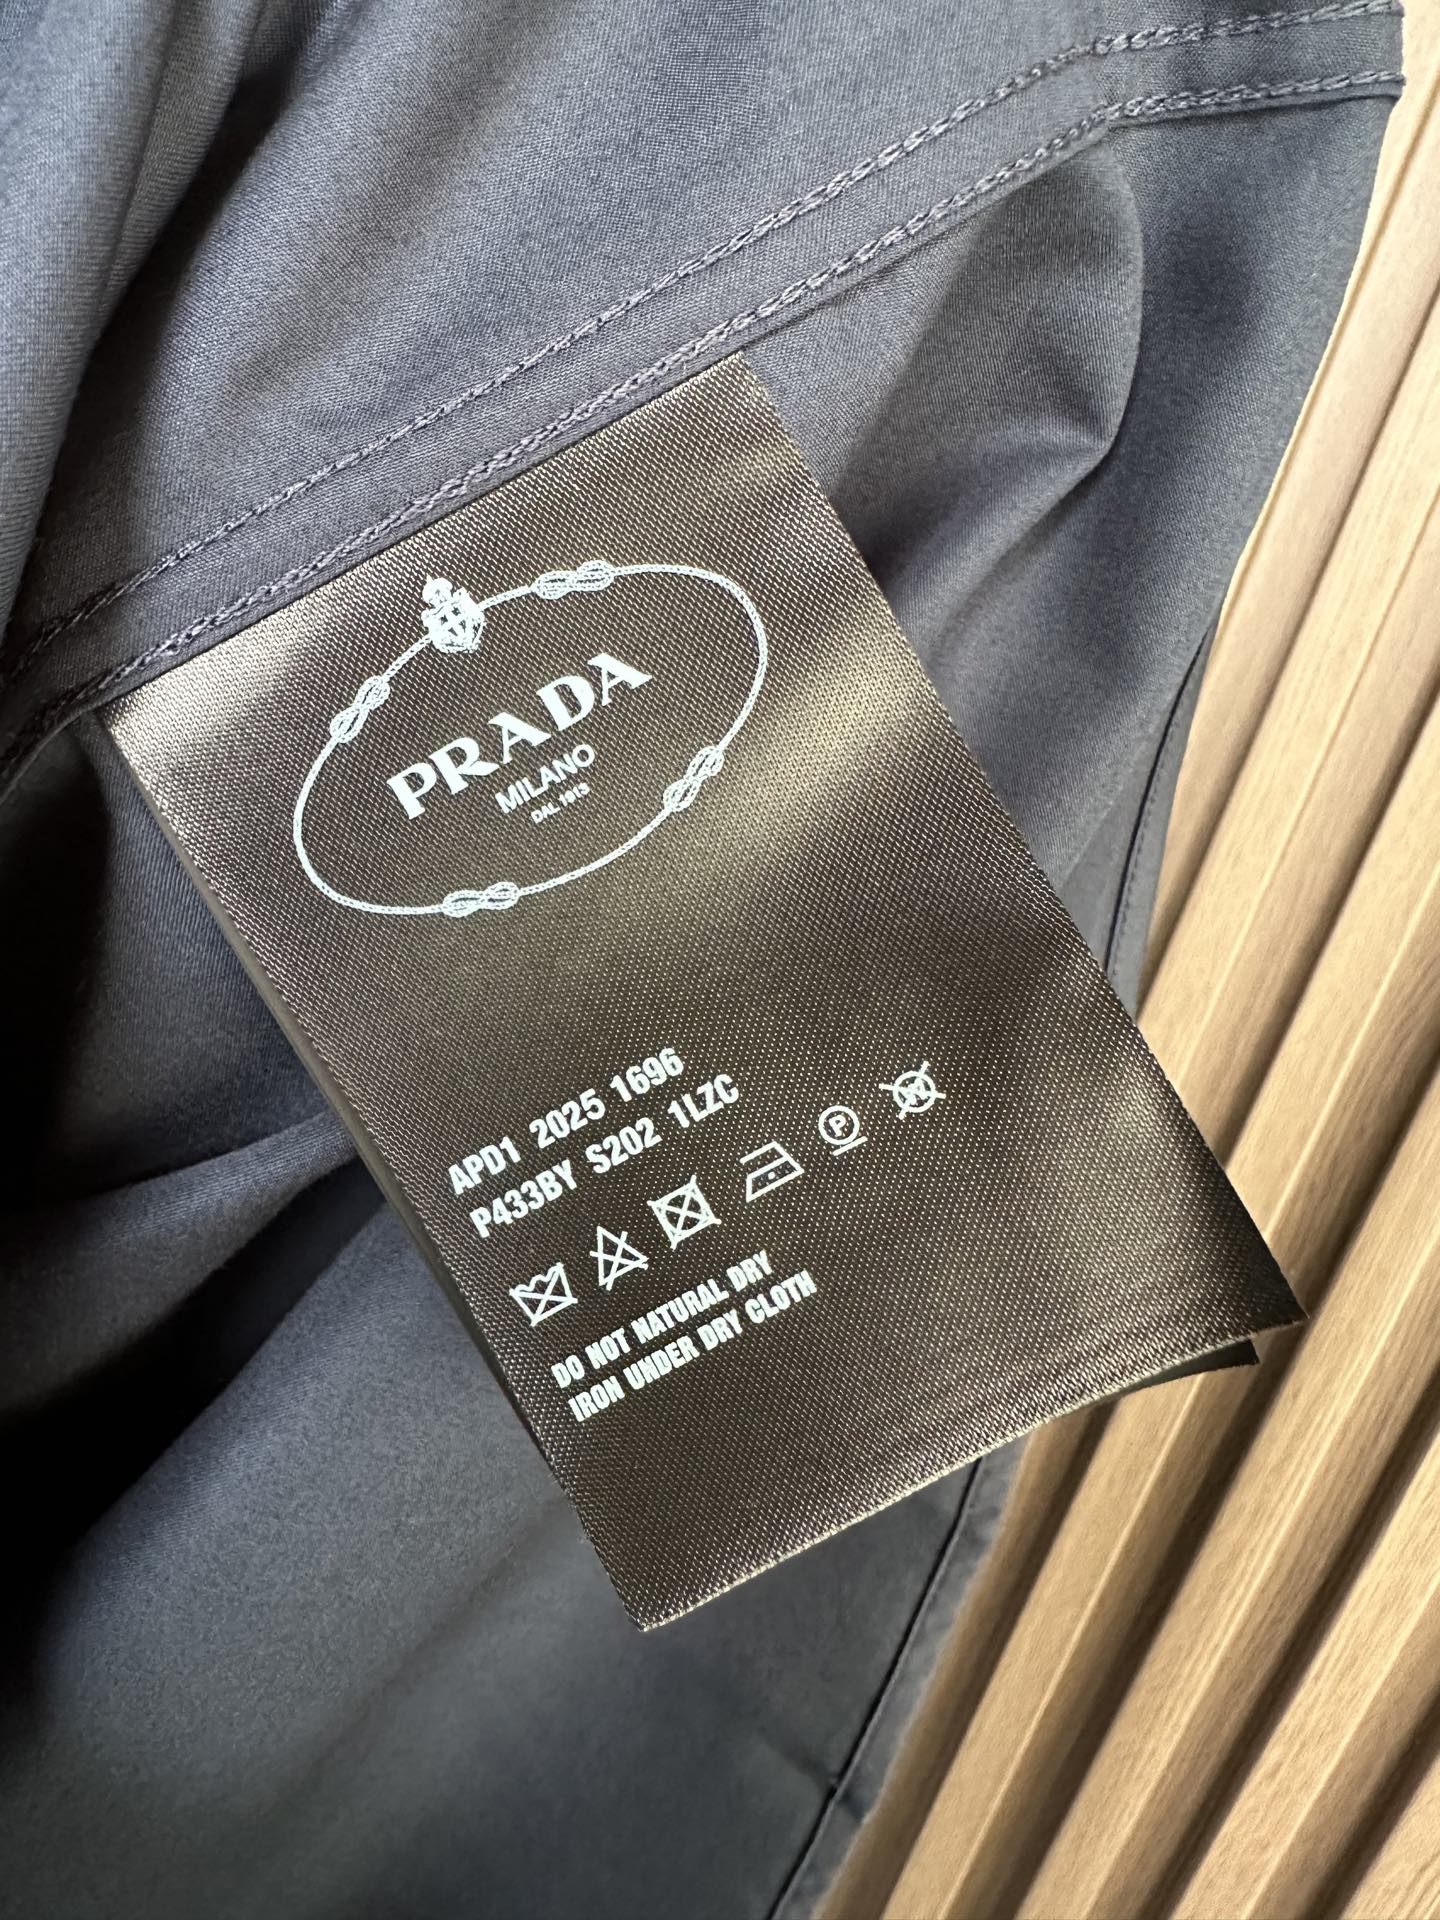 PRADA
MILANO
DAL 1913
APD1 2025 1696
P433BY S202 1LZC
P W
DO NOT NATURAL DRY
IRON UNDER DRY CLOTH